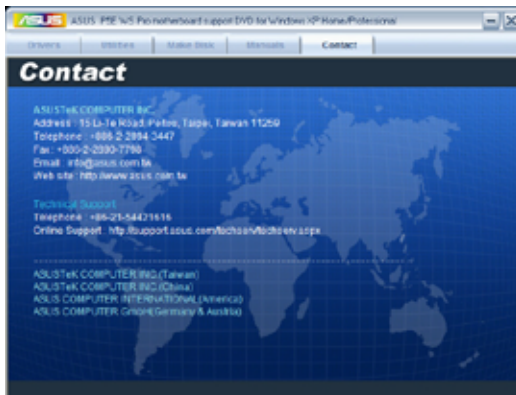 ASUS ASUS P5E WS Pro motherboard support DVD for Windows XP Home/Professional
Drivers Utilities Make Disk Manuals Contact
Contact
ASUSTeK COMPUTER INC.
Address : 15 Li-Te Road, Peitou, Taipei, Taiwan 11259
Telephone : +886-2-2894-3447
Fax : +886-2-2890-7798
Email : info@asus.com.tw
Web site : http://www.asus.com.tw
Technical Support
Telephone : +86-21-54421616
Online Support : http://support.asus.com/techserv/techserv.aspx
ASUSTeK COMPUTER INC.(Taiwan)
ASUSTeK COMPUTER INC.(China)
ASUS COMPUTER INTERNATIONAL(America)
ASUS COMPUTER GmbH(Germany & Austria)